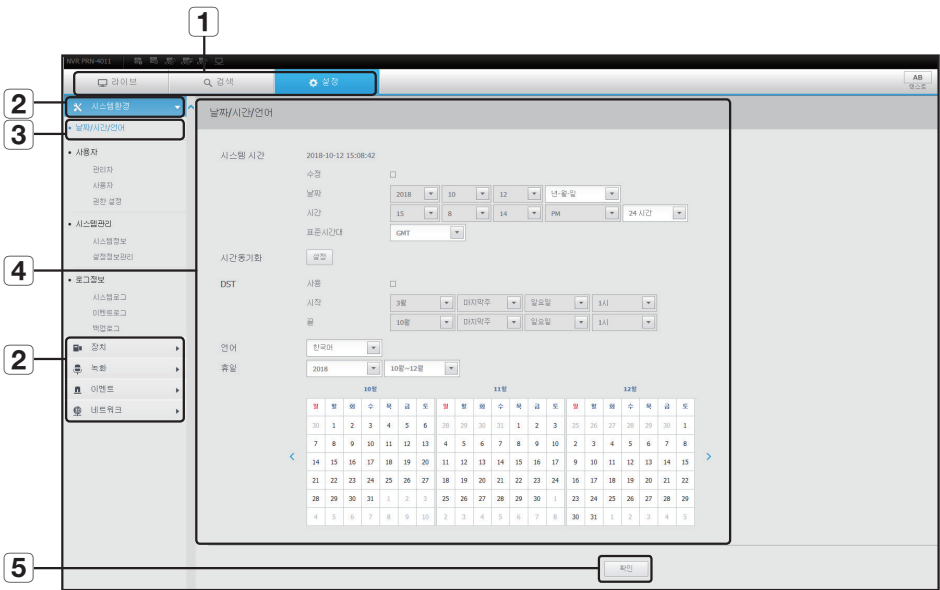 1
NVR PRN-4011
라이브 검색 설정
AB
텍스트
2
시스템환경
3
날짜/시간/언어
사용자
관리자
사용자
권한 설정
시스템관리
시스템정보
설정정보관리
4
로그정보
시스템로그
이벤트로그
백업로그
2
장치
녹화
이벤트
네트워크
날짜/시간/언어
시스템 시간 2018-10-12 15:08:42
수정
날짜 2018 10 12 년-월-일
시간 15 8 14 PM 24 시간
표준시간대 GMT
시간동기화 설정
DST 사용
시작 3월 마지막주 일요일 1시
끝 10월 마지막주 일요일 1시
언어 한국어
휴일 2018 10월~12월
10월 11월 12월
일 월 화 수 목 금 토 일 월 화 수 목 금 토 일 월 화 수 목 금 토
30 1 2 3 4 5 6 28 29 30 31 1 2 3 25 26 27 28 29 30 1
7 8 9 10 11 12 13 4 5 6 7 8 9 10 2 3 4 5 6 7 8
14 15 16 17 18 19 20 11 12 13 14 15 16 17 9 10 11 12 13 14 15
21 22 23 24 25 26 27 18 19 20 21 22 23 24 16 17 18 19 20 21 22
28 29 30 31 1 2 3 25 26 27 28 29 30 1 23 24 25 26 27 28 29
4 5 6 7 8 9 10 2 3 4 5 6 7 8 30 31 1 2 3 4 5
5
확인